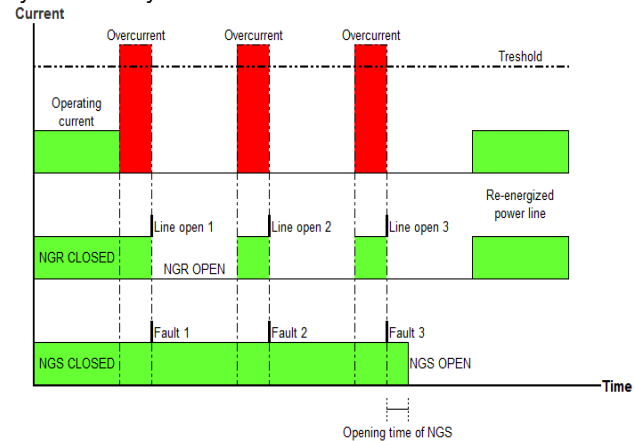 Current
Overcurrent
Overcurrent
Overcurrent
Treshold
Operating
current
Re-energized
power line
Line open 1
Line open 2
Line open 3
NGR CLOSED
NGR OPEN
Fault 1
Fault 2
Fault 3
NGS CLOSED
NGS OPEN
Time
Opening time of NGS